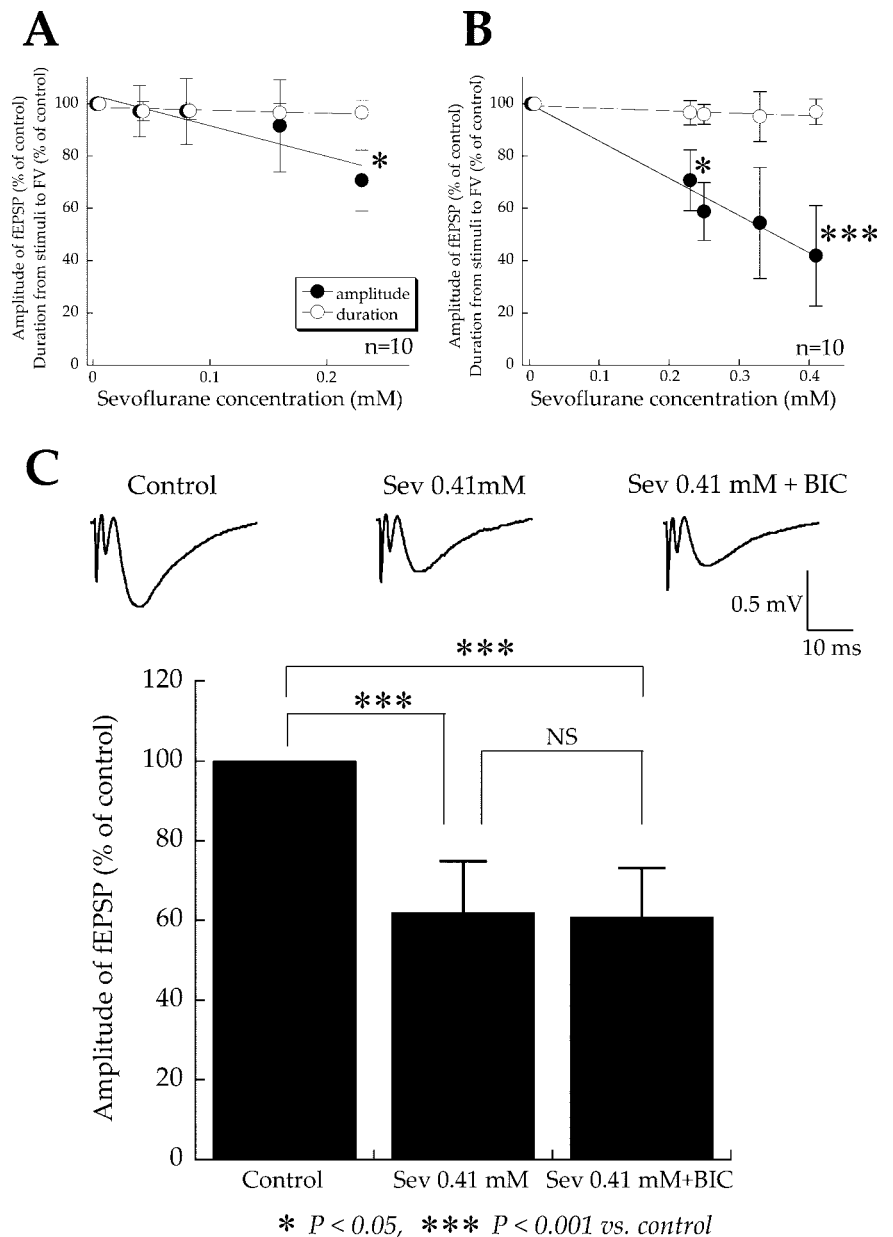 A
Amplitude of fEPSP (% of control)
Duration from stimuli to FV (% of control)
100
80
60
40
20
0
*
amplitude
duration
n=10
0
0.1
0.2
Sevoflurane concentration (mM)
B
Amplitude of fEPSP (% of control)
Duration from stimuli to FV (% of control)
100
80
60
40
20
0
*
***
n=10
0
0.1
0.2
0.3
0.4
Sevoflurane concentration (mM)
C
Control
Sev 0.41mM
Sev 0.41 mM + BIC
0.5 mV
10 ms
Amplitude of fEPSP (% of control)
120
100
80
60
40
20
0
***
***
NS
Control
Sev 0.41 mM
Sev 0.41 mM+BIC
* P < 0.05, *** P < 0.001 vs. control